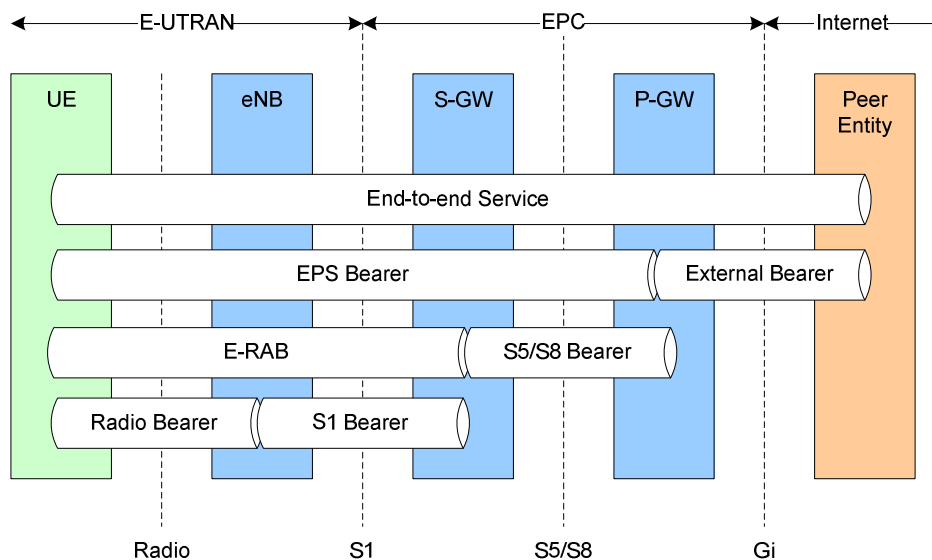 E-UTRAN EPC Internet
UE eNB S-GW P-GW Peer
Entity
End-to-end Service
EPS Bearer External Bearer
E-RAB S5/S8 Bearer
Radio Bearer S1 Bearer
Radio S1 S5/S8 Gi